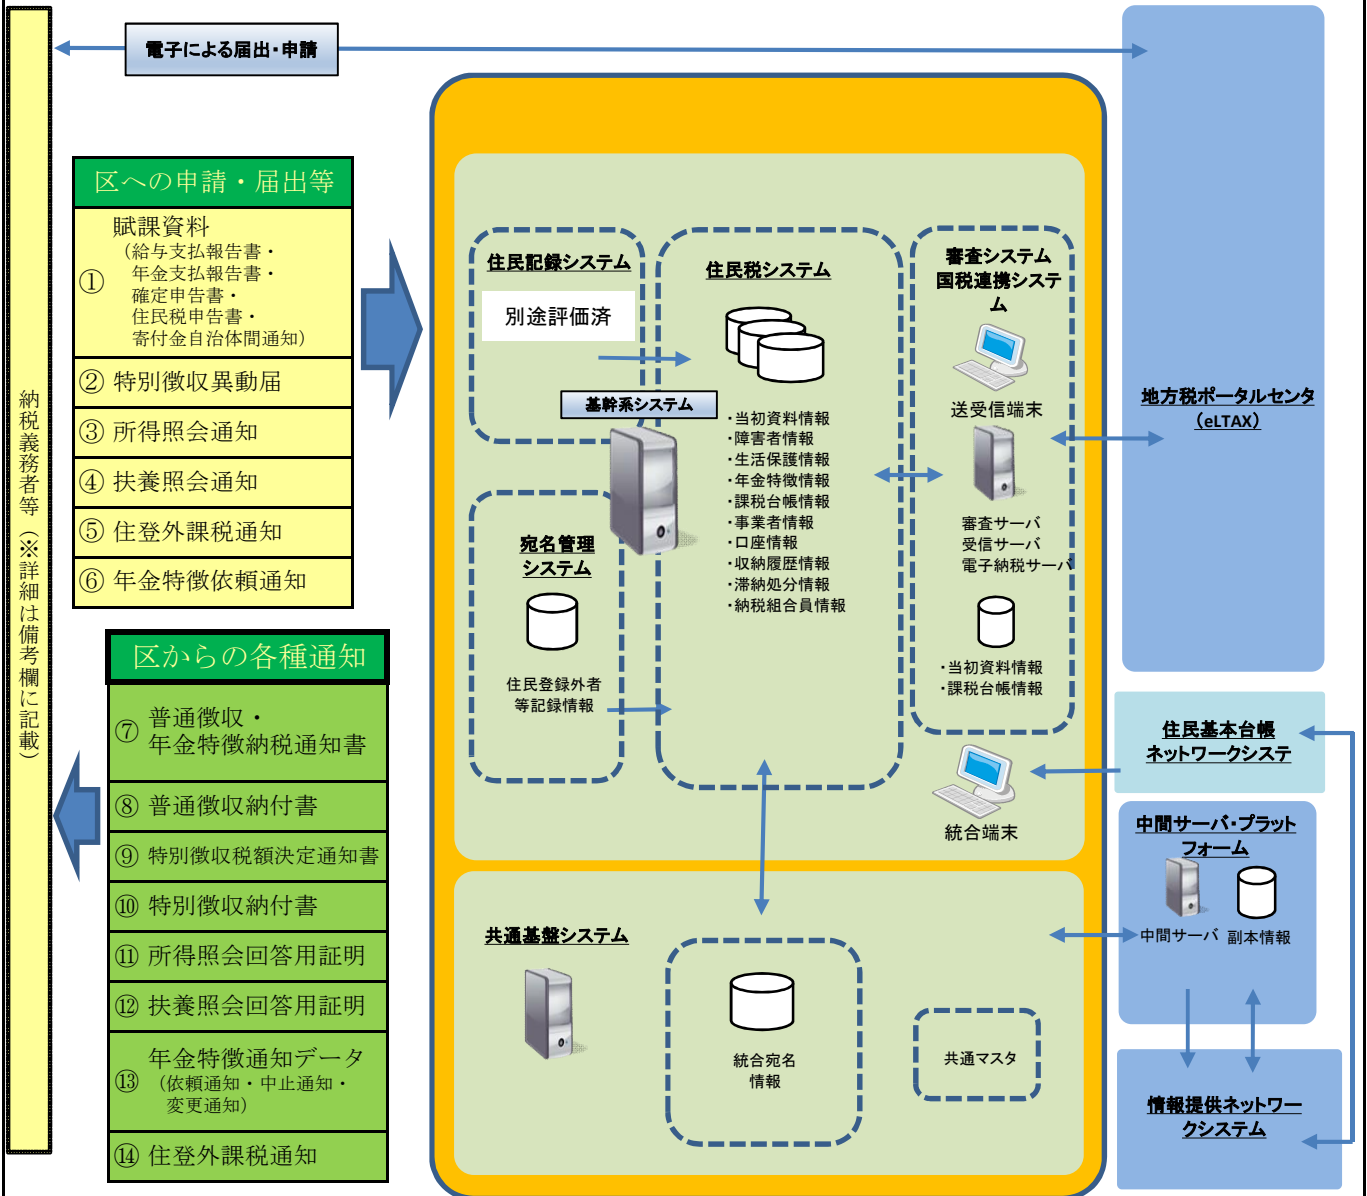 電子による届出・申請
納税義務者等（※詳細は備考欄に記載）
区への申請・届出等
① 賦課資料
（給与支払報告書・
年金支払報告書・
確定申告書・
住民税申告書・
寄付金自治体間通知）
② 特別徴収異動届
③ 所得照会通知
④ 扶養照会通知
⑤ 住登外課税通知
⑥ 年金特徴依頼通知
区からの各種通知
⑦ 普通徴収・
年金特徴納税通知書
⑧ 普通徴収納付書
⑨ 特別徴収税額決定通知書
⑩ 特別徴収納付書
⑪ 所得照会回答用証明
⑫ 扶養照会回答用証明
⑬ 年金特徴通知データ
（依頼通知・中止通知・
変更通知）
⑭ 住登外課税通知
住民記録システム
別途評価済
基幹系システム
宛名管理
システム
住民登録外者
等記録情報
住民税システム
・当初資料情報
・障害者情報
・生活保護情報
・年金特徴情報
・課税台帳情報
・事業者情報
・口座情報
・収納履歴情報
・滞納処分情報
・納税組合員情報
審査システム
国税連携システ
ム
送受信端末
審査サーバ
受信サーバ
電子納税サーバ
・当初資料情報
・課税台帳情報
統合端末
共通基盤システム
統合宛名
情報
共通マスタ
地方税ポータルセンタ
（eLTAX）
住民基本台帳
ネットワークシステ
中間サーバ・プラット
フォーム
中間サーバ
副本情報
情報提供ネットワー
クシステム